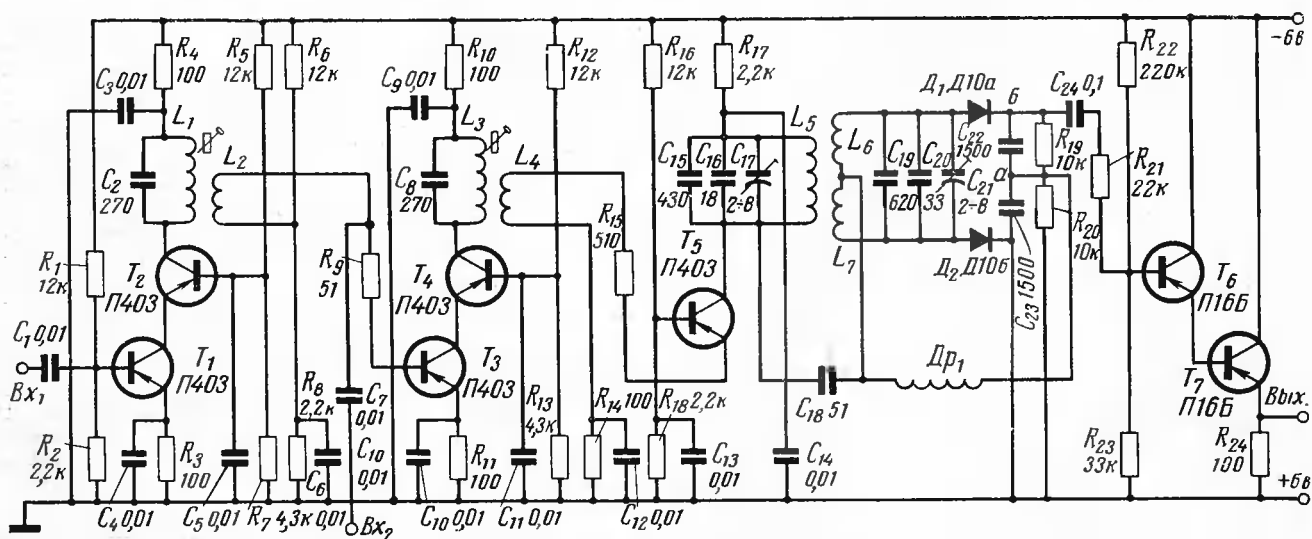 R4
100
C3 0,01
R5
12к
R6
12к
L1
C2
270
L2
R1
12к
T2
П403
C1 0,01
Вх1
T1
П403
R2
2,2к
C4 0,01
R3
100
C5 0,01
R7 4,3к
R8
2,2к
C6
0,01
C10
0,01
C7
0,01
Вх2
R9
51
R10
100
C9 0,01
R12
12к
L3
C8
270
L4
T4
П403
T3
П403
C10 0,01
R11
100
C11 0,01
R13
4,3к
R14 100
C12 0,01
R15
510
R16
12к
R17
2,2к
C15
430
C16
18
C17
2÷8
L5
T5
П403
R18 2,2к
C13
0,01
C14
0,01
C18 51
Др1
L6
L7
C19
620
C20
33
C21
2÷8
Д1 Д10а
Д2 Д10б
C22
1500
C23 1500
б
а
R19
10к
R20
10к
C24 0,1
R21
22к
R22
220к
R23
33к
T6
П16Б
T7
П16Б
R24
100
Вых.
-6в
+6в